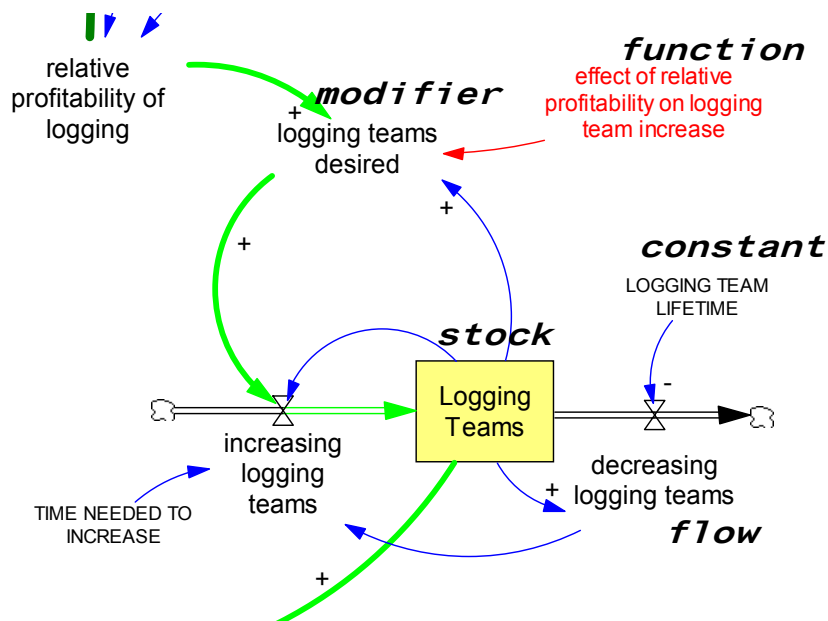 relative
profitability of
logging
modifier
+
logging teams
desired
function
effect of relative
profitability on logging
team increase
+
+
constant
LOGGING TEAM
LIFETIME
stock
-
Logging
Teams
increasing
logging
teams
decreasing
logging teams
+
TIME NEEDED TO
INCREASE
flow
+